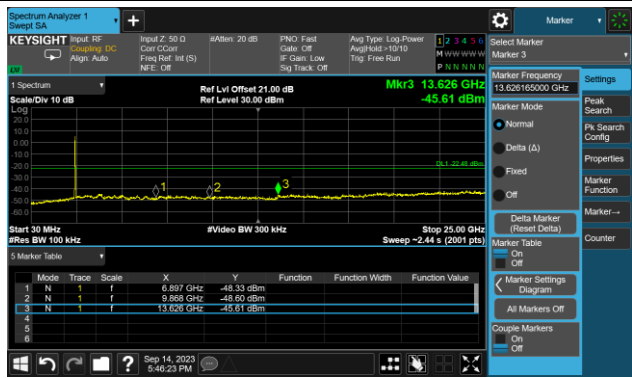 Spectrum Analyzer 1
Swept SA
Marker
KEYSIGHT Input: RF Input Z: 50 Ω #Atten: 20 dB PNO: Fast Avg Type: Log-Power 1 2 3 4 5 6
Coupling: DC Corr CCorr Gate: Off Avg|Hold:>10/10 M W W W W W
Align: Auto Freq Ref: Int (S) IF Gain: Low Trig: Free Run
NFE: Off Sig Track: Off P N N N N N
Select Marker
Marker 3
1 Spectrum
Ref Lvl Offset 21.00 dB
Mkr3 13.626 GHz
Scale/Div 10 dB
Ref Level 30.00 dBm
-45.61 dBm
Log
20.0
10.0
0.00
-10.0
DL1 -22.48 dBm
-20.0
-30.0
1
2
3
-40.0
-50.0
-60.0
Start 30 MHz #Video BW 300 kHz Stop 25.00 GHz
#Res BW 100 kHz Sweep ~2.44 s (2001 pts)
5 Marker Table
Mode Trace Scale X Y Function Function Width Function Value
1 N 1 f 6.897 GHz -48.33 dBm
2 N 1 f 9.868 GHz -48.60 dBm
3 N 1 f 13.626 GHz -45.61 dBm
4
5
6
Marker Frequency
13.626165000 GHz
Marker Mode
Normal
Delta (Δ)
Fixed
Off
Delta Marker
(Reset Delta)
Marker Table
On
Off
Marker Settings
Diagram
All Markers Off
Couple Markers
On
Off
Settings
Peak
Search
Pk Search
Config
Properties
Marker
Function
Marker→
Counter
?
Sep 14, 2023
5:46:23 PM